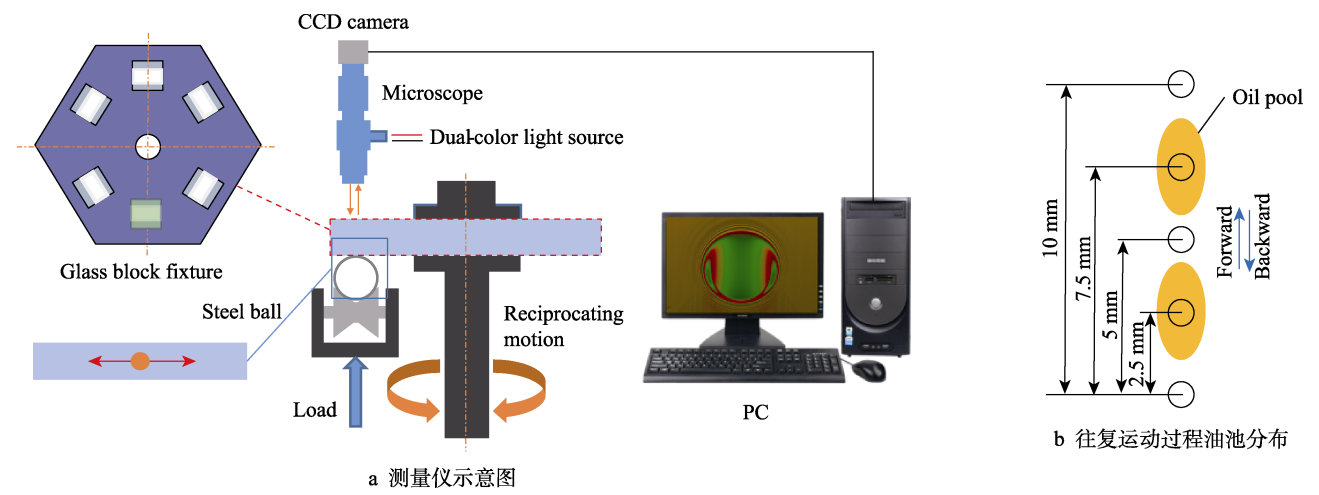 CCD camera
Microscope
Dual-color light source
Glass block fixture
Steel ball
Reciprocating
motion
Load
PC
a 测量仪示意图
Oil pool
10 mm
7.5 mm
5 mm
2.5 mm
Forward
Backward
b 往复运动过程油池分布